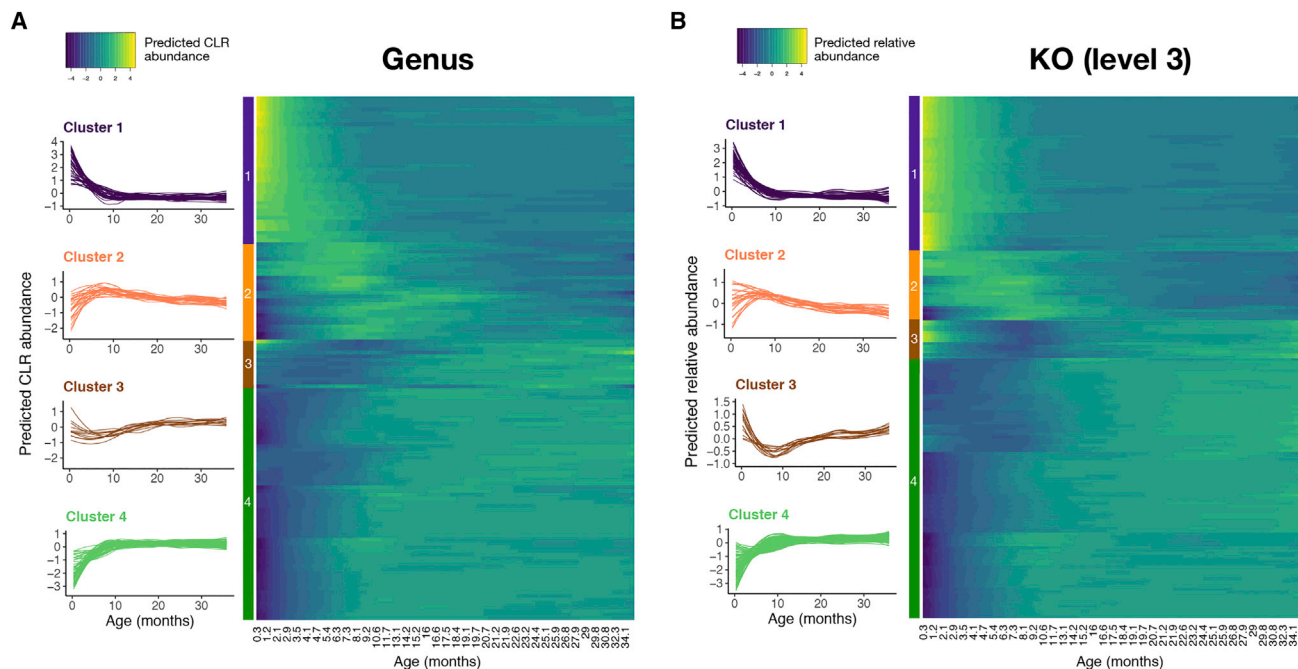 A
Predicted CLR
abundance
-4 -2 0 2 4
Genus
Predicted CLR abundance
Cluster 1
4
3
2
1
0
−1
0 10 20 30
Cluster 2
1
0
−1
−2
0 10 20 30
Cluster 3
1
0
−2
0 10 20 30
Cluster 4
1
0
−1
−2
−3
0 10 20 30
Age (months)
1
2
3
4
0.3 1.2 2.1 2.9 3.5 4.1 4.7 5.4 6.3 7.3 8.1 9.2 10.6 11.7 13.1 14.2 15.2 16 16.6 17.5 18.4 19.1 19.7 20.7 21.2 21.9 22.6 23.2 24.4 25.1 25.9 26.8 27.9 29 29.8 30.8 32.3 34.1
Age (months)
B
Predicted relative
abundance
-4 -2 0 2 4
KO (level 3)
Predicted relative abundance
Cluster 1
3
2
1
0
−1
0 10 20 30
Cluster 2
1
0
−1
0 10 20 30
Cluster 3
1.5
1.0
0.5
0.0
−0.5
−1.0
0 10 20 30
Cluster 4
1
0
−1
−2
−3
0 10 20 30
Age (months)
1
2
3
4
0.3 1.2 2.1 2.9 3.5 4.1 4.7 5.4 6.3 7.3 8.1 9.2 10.6 11.7 13.1 14.2 15.2 16 16.6 17.5 18.4 19.1 19.7 20.7 21.2 21.9 22.6 23.2 24.4 25.1 25.9 26.8 27.9 29 29.8 30.8 32.3 34.1
Age (months)